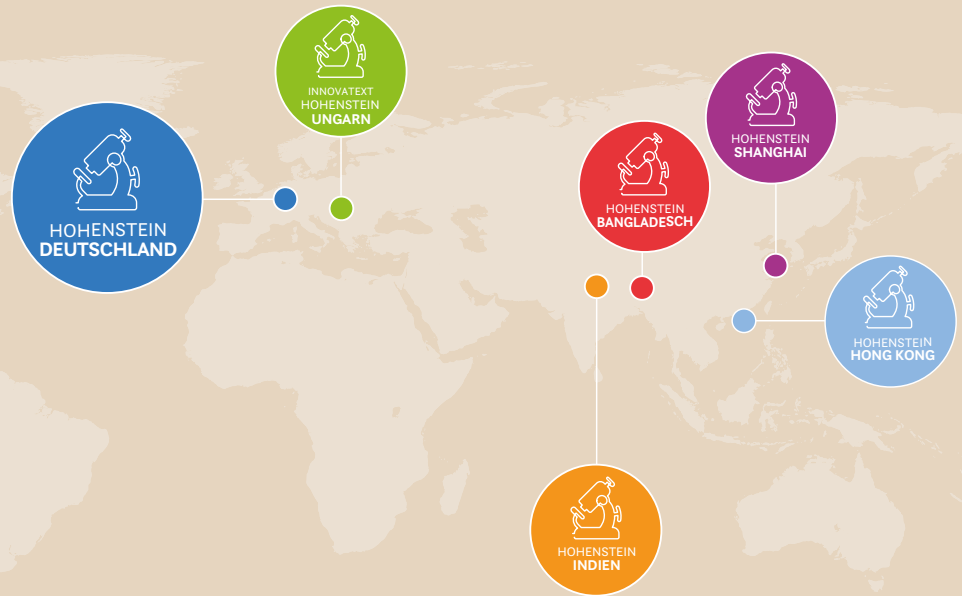 INNOVATEXT
HOHENSTEIN
UNGARN
HOHENSTEIN
DEUTSCHLAND
HOHENSTEIN
BANGLADESCH
HOHENSTEIN
SHANGHAI
HOHENSTEIN
HONG KONG
HOHENSTEIN
INDIEN